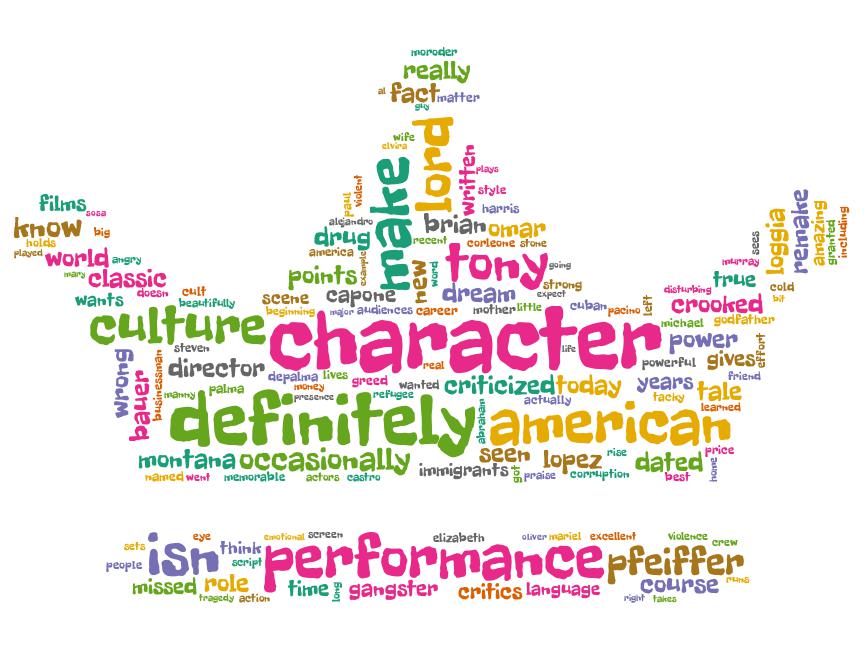 moroder
really
al fact matter
guy
wife lord
elvira
make written plays
paul violent style
films sosa harris remake
know big alejandro brian omar loggia amazing granted including
holds drug recent corleone stone sees
played world angry america example new word tony going murray
mary classic points strong true cold
doesn cult capone dream expect disturbing bit
wants beautifully scene mother little cuban pacino left crooked
culture beginning major audiences career michael godfather
character life power effort
wrong steven real powerful gives
director depalma lives greed wanted criticized today years friend
bauer businessman manny palma money refugee actually tacky tale
presence learned
definitely abraham american
montana occasionally seen lopez rise dated price
immigrants got best home
named went memorable actors castro praise corruption
sets eye emotional screen elizabeth oliver mariel excellent violence crew
people isn think script performance pfeiffer
missed role time long gangster critics language course runs
tragedy action right takes